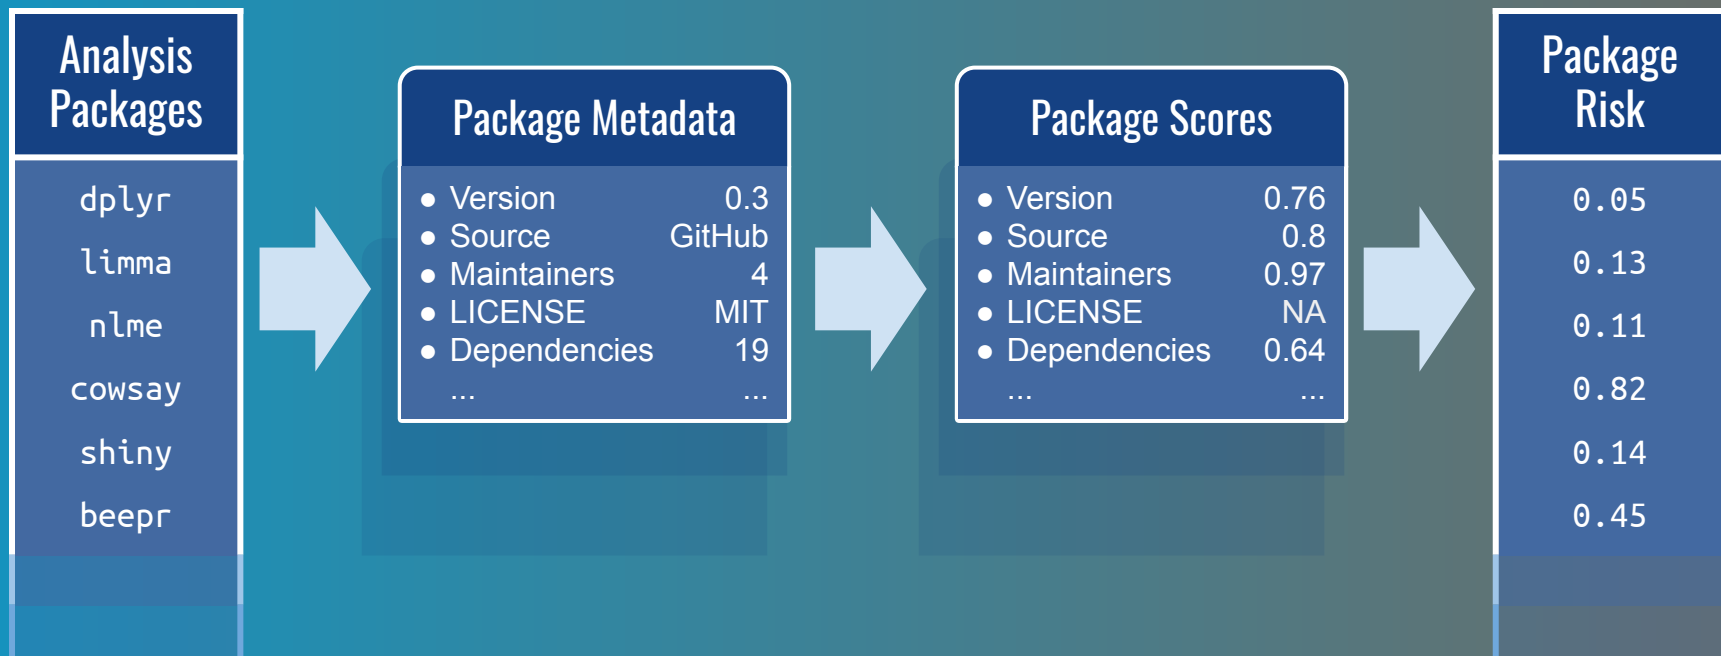 Analysis
Packages
dplyr
limma
nlme
cowsay
shiny
beepr
Package Metadata
● Version 0.3
● Source GitHub
● Maintainers 4
● LICENSE MIT
● Dependencies 19
... ...
Package Scores
● Version 0.76
● Source 0.8
● Maintainers 0.97
● LICENSE NA
● Dependencies 0.64
... ...
Package
Risk
0.05
0.13
0.11
0.82
0.14
0.45